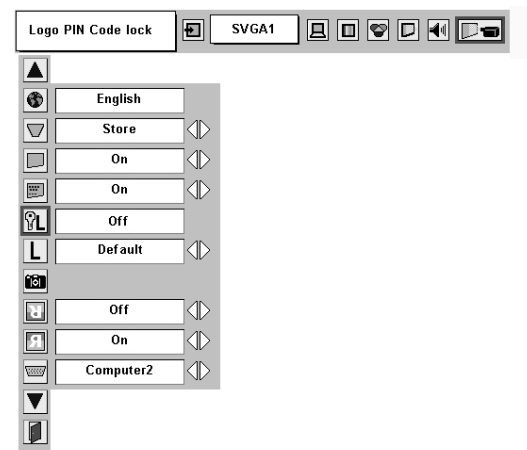 Logo PIN Code lock
SVGA1
English
Store
On
On
L
Off
L
Default
Off
R
On
Computer2